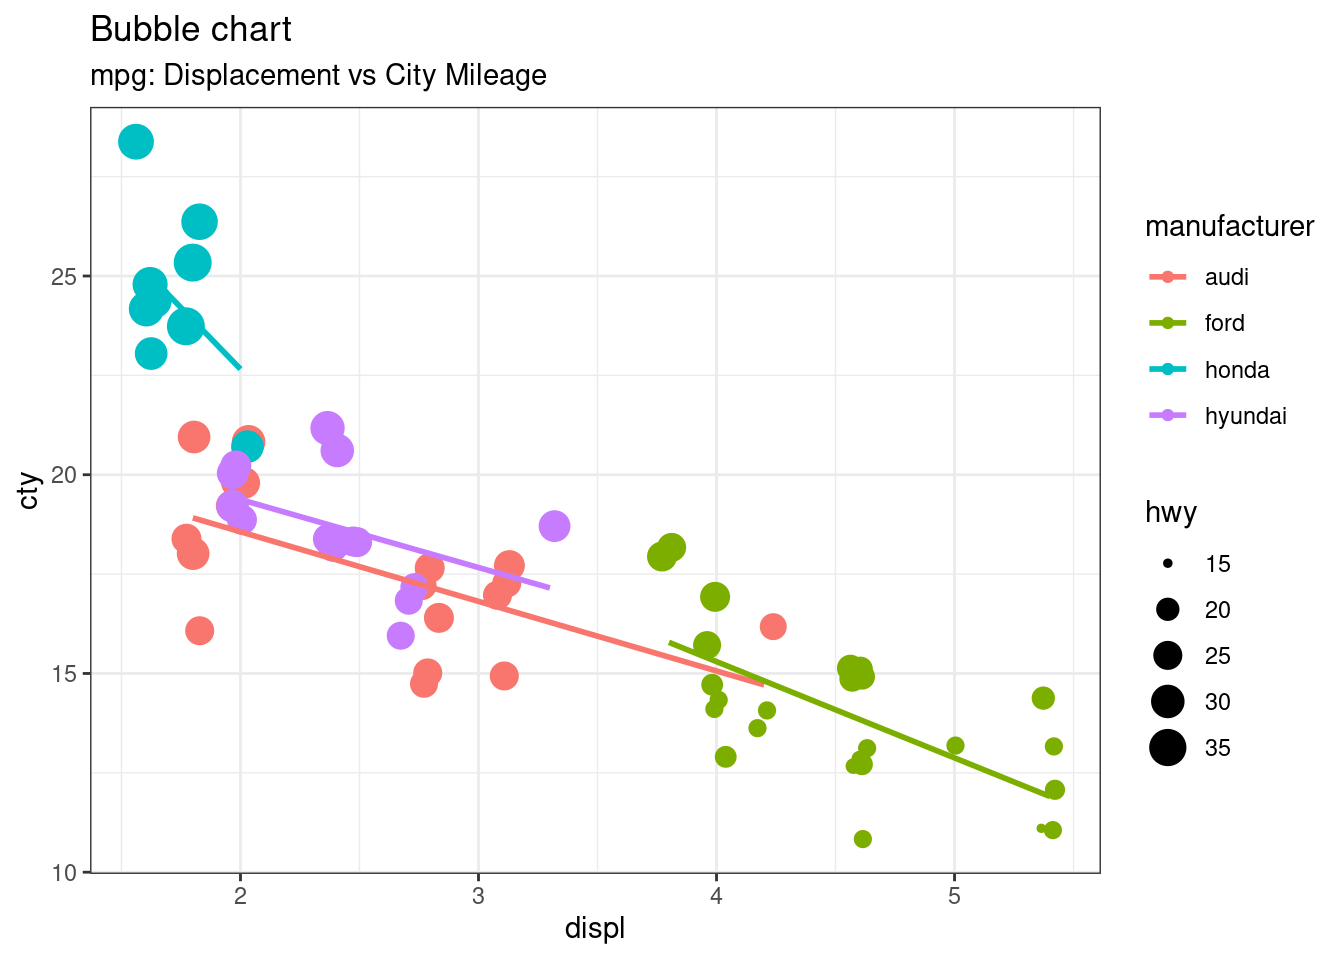 Bubble chart
mpg: Displacement vs City Mileage
cty
25
20
15
10
2
3
4
5
displ
manufacturer
audi
ford
honda
hyundai
hwy
15
20
25
30
35